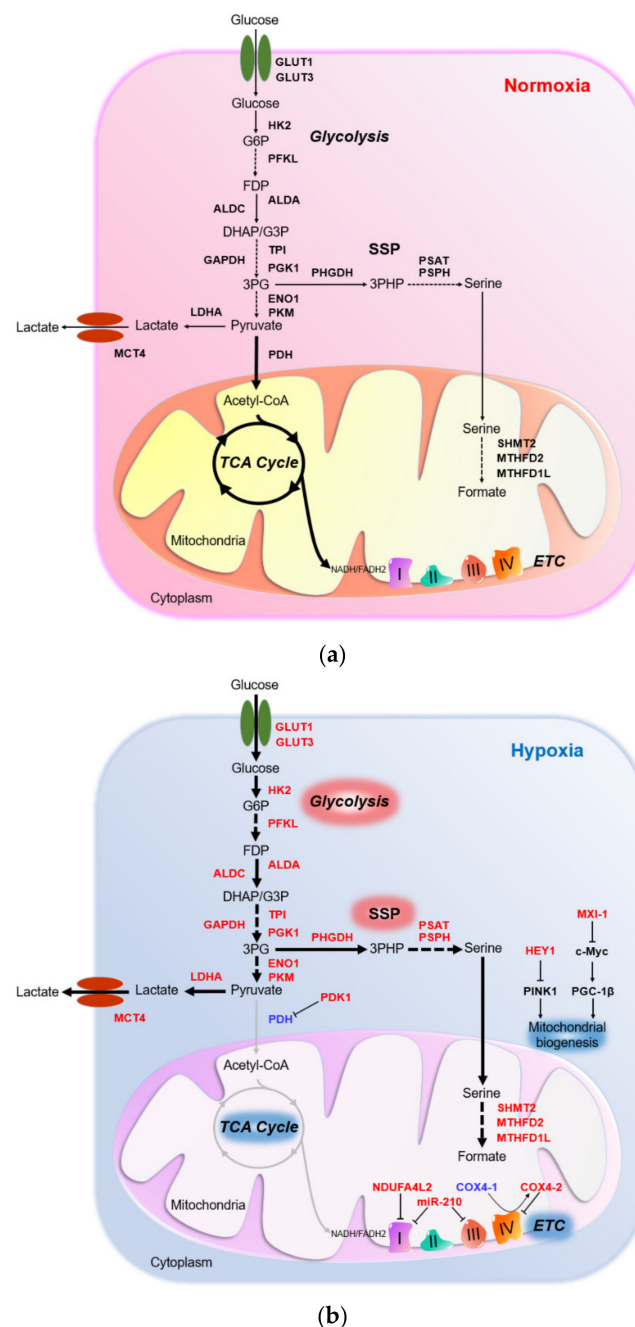 Glucose
GLUT1
GLUT3
Normoxia
Glucose
HK2
Glycolysis
G6P
PFKL
FDP
ALDA
ALDC
DHAP/G3P
TPI
SSP
GAPDH
PGK1
PHGDH
PSAT
PSPH
3PG
3PHP
Serine
ENO1
PKM
LDHA
Lactate
Lactate
Pyruvate
MCT4
PDH
Acetyl-CoA
TCA Cycle
Serine
SHMT2
MTHFD2
MTHFD1L
Formate
Mitochondria
NADH/FADH2
I
II
III
IV
ETC
Cytoplasm
(a)
Glucose
GLUT1
GLUT3
Hypoxia
Glucose
HK2
Glycolysis
G6P
PFKL
FDP
ALDA
ALDC
DHAP/G3P
TPI
SSP
MXI-1
GAPDH
PGK1
PHGDH
PSAT
PSPH
3PG
3PHP
Serine
HEY1
c-Myc
ENO1
PKM
LDHA
Lactate
Lactate
Pyruvate
PINK1
PGC-1β
MCT4
PDH
PDK1
Mitochondrial
biogenesis
Acetyl-CoA
TCA Cycle
Serine
SHMT2
MTHFD2
MTHFD1L
Formate
Mitochondria
NDUFA4L2
miR-210
COX4-1
COX4-2
NADH/FADH2
I
II
III
IV
ETC
Cytoplasm
(b)